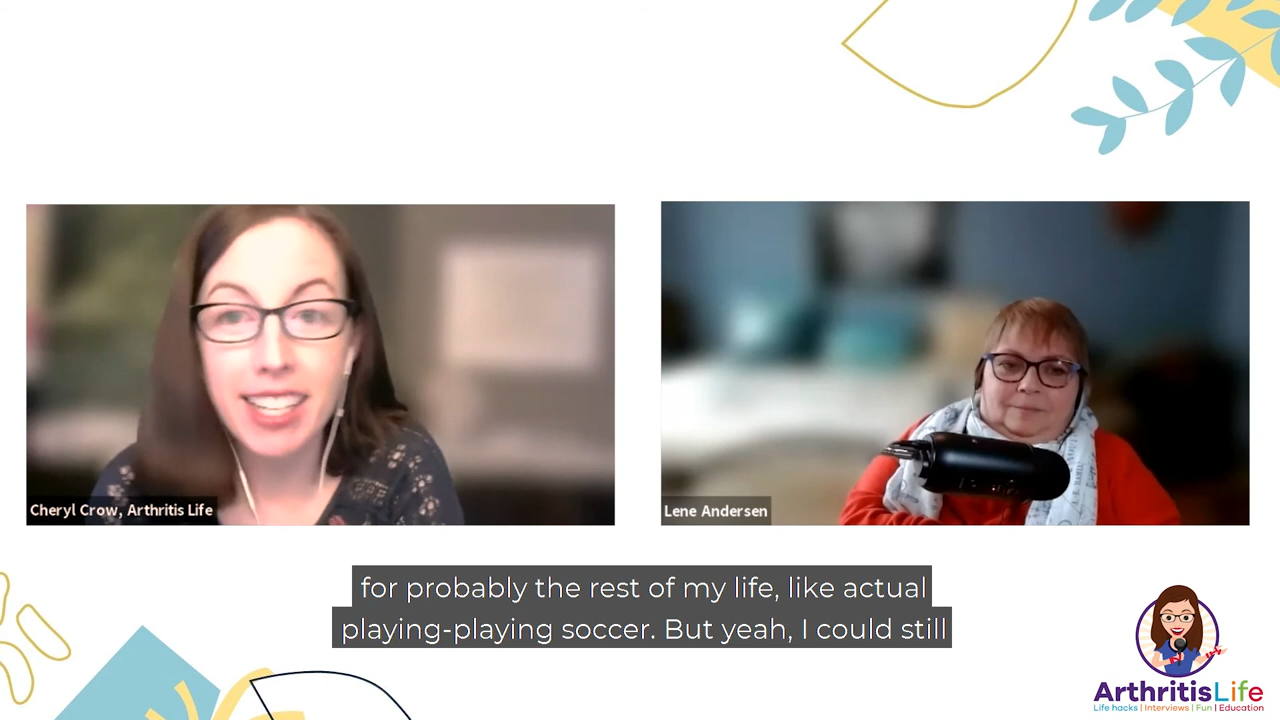 Cheryl Crow, Arthritis Life
Lene Andersen
for probably the rest of my life, like actual
playing-playing soccer. But yeah, I could still
ArthritisLife
Life hacks | Interviews | Fun | Education